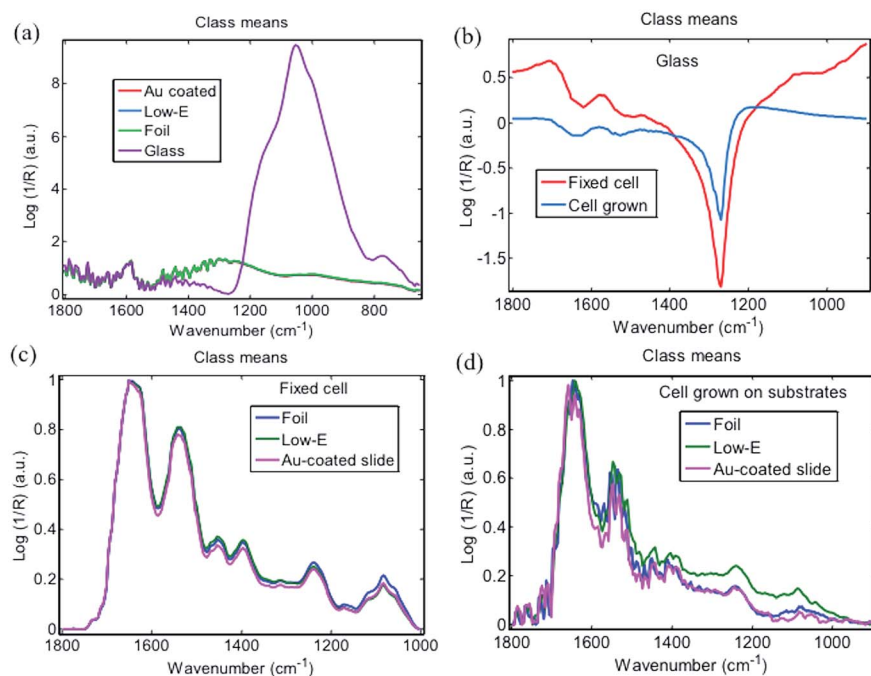 (a)
Class means
Log (1/R) (a.u.)
8
6
4
2
0
Au coated
Low-E
Foil
Glass
1800
1600
1400
1200
1000
800
Wavenumber (cm-1)
(b)
Class means
Glass
Log (1/R) (a.u.)
0.5
0
-0.5
-1
-1.5
Fixed cell
Cell grown
1800
1600
1400
1200
1000
Wavenumber (cm-1)
(c)
Class means
Fixed cell
Log (1/R) (a.u.)
1
0.8
0.6
0.4
0.2
0
Foil
Low-E
Au-coated slide
1800
1600
1400
1200
1000
Wavenumber (cm-1)
(d)
Class means
Cell grown on substrates
Log (1/R) (a.u.)
1
0.8
0.6
0.4
0.2
0
Foil
Low-E
Au-coated slide
1800
1600
1400
1200
1000
Wavenumber (cm-1)